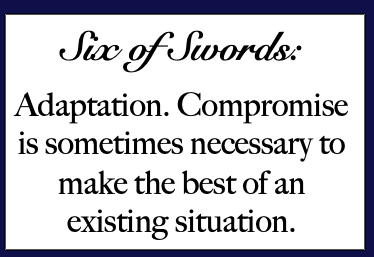 Six of Swords:
Adaptation. Compromise
is sometimes necessary to
make the best of an
existing situation.